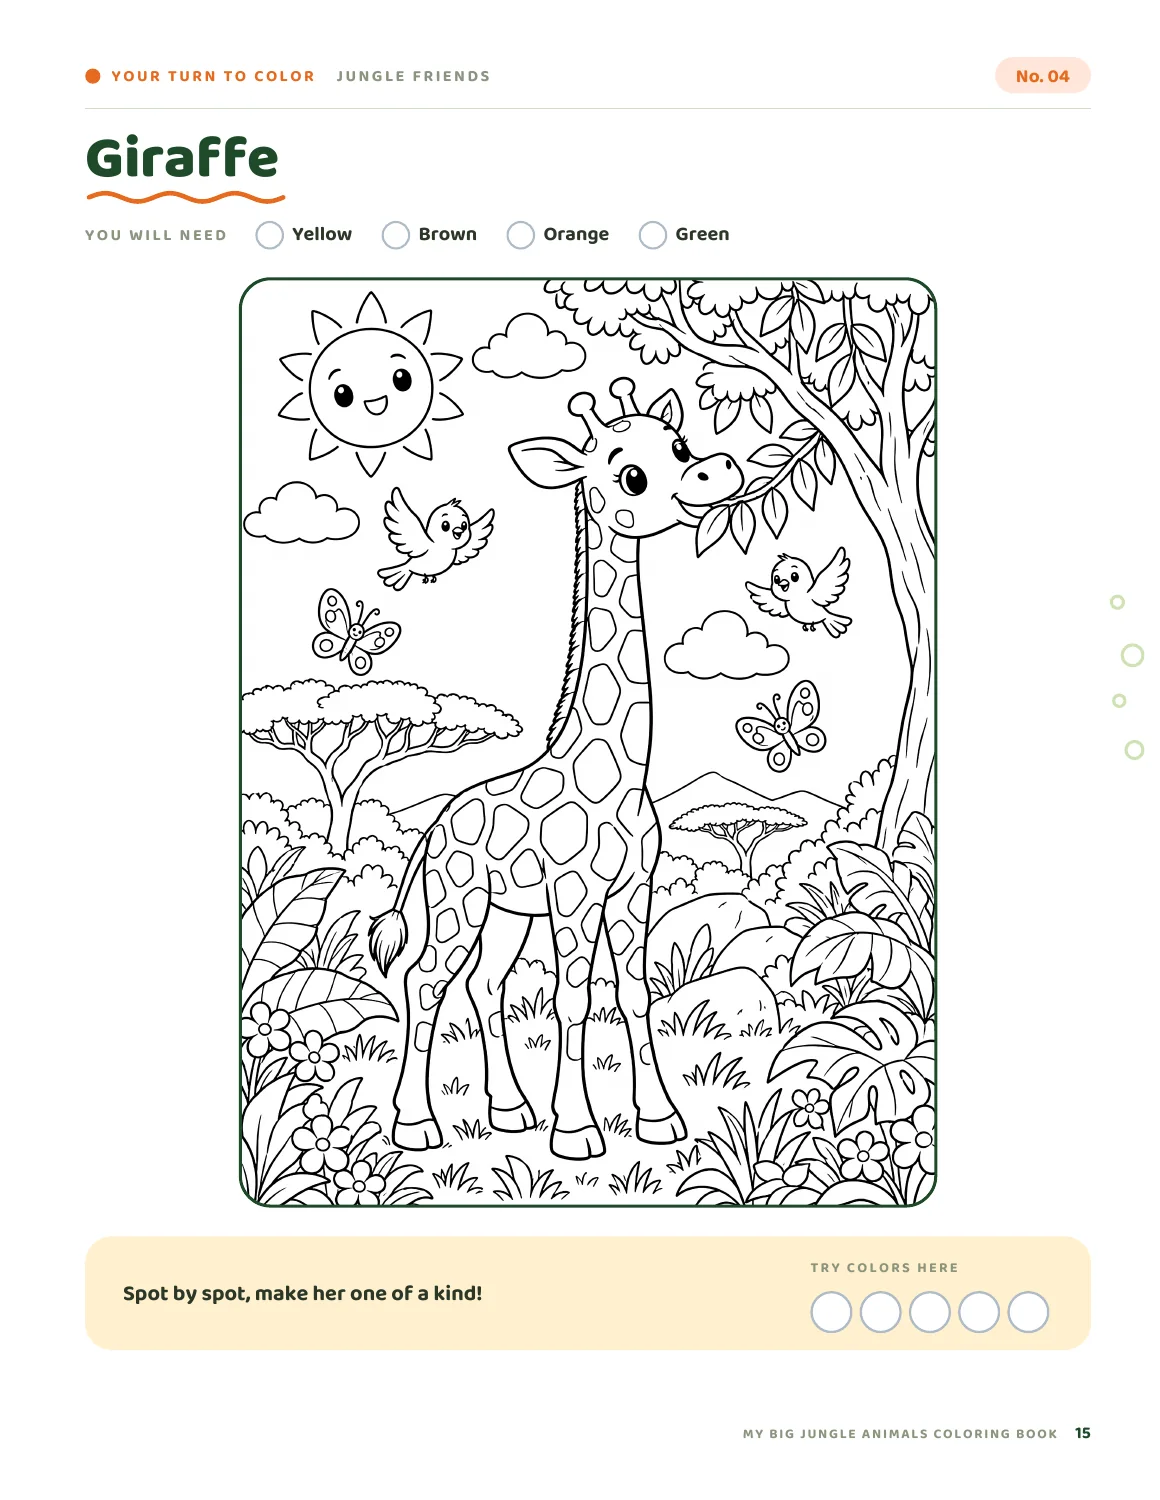 YOUR TURN TO COLOR JUNGLE FRIENDS No. 04
Giraffe
YOU WILL NEED Yellow Brown Orange Green
TRY COLORS HERE
Spot by spot, make her one of a kind!
MY BIG JUNGLE ANIMALS COLORING BOOK 15